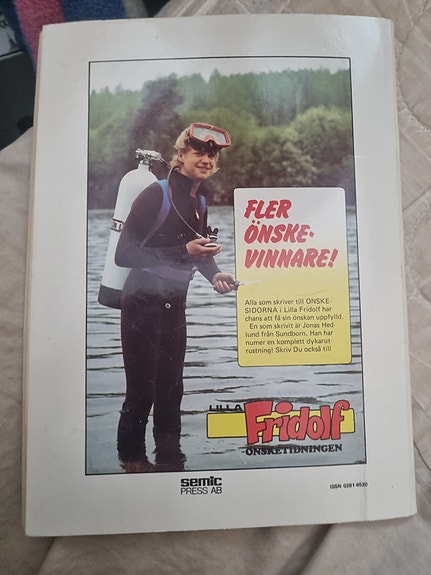 FLER
ÖNSKE-
VINNARE!
Alla som skriver till ÖNSKE-
SIDORNA i Lilla Fridolf har
chans att få sin önskan uppfylld.
En som skrivit är Jonas Hed-
lund från Sundborn. Han har
numer en komplett dykarut-
rustning! Skriv Du också till
LILLA
Fridolf
ÖNSKETIDNINGEN
semic
PRESS AB
ISSN 0281-6520